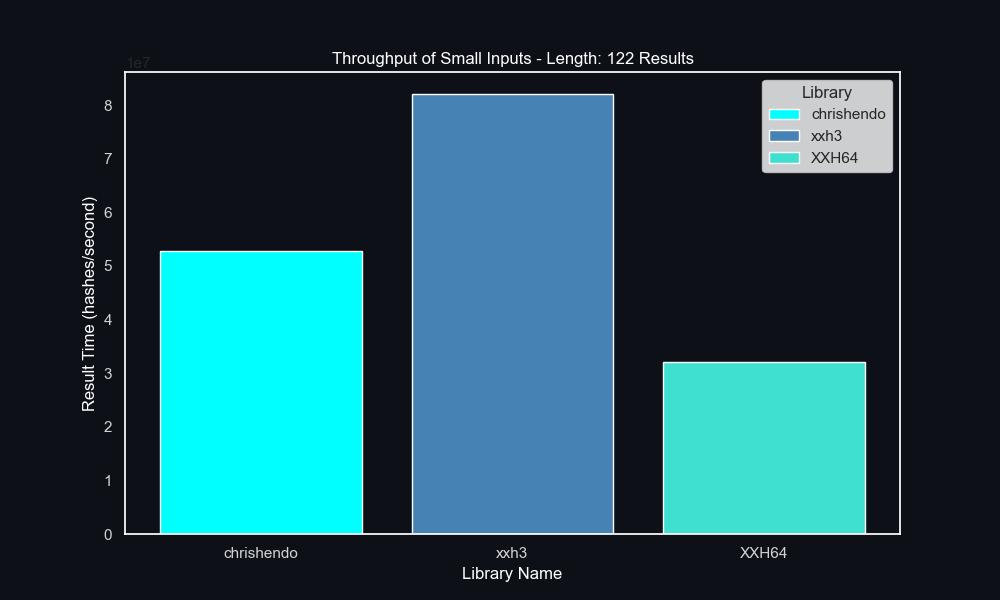 Throughput of Small Inputs - Length: 122 Results
1e7
8
7
6
5
4
3
2
1
0
Result Time (hashes/second)
Library
chrishendo
xxh3
XXH64
chrishendo
xxh3
XXH64
Library Name